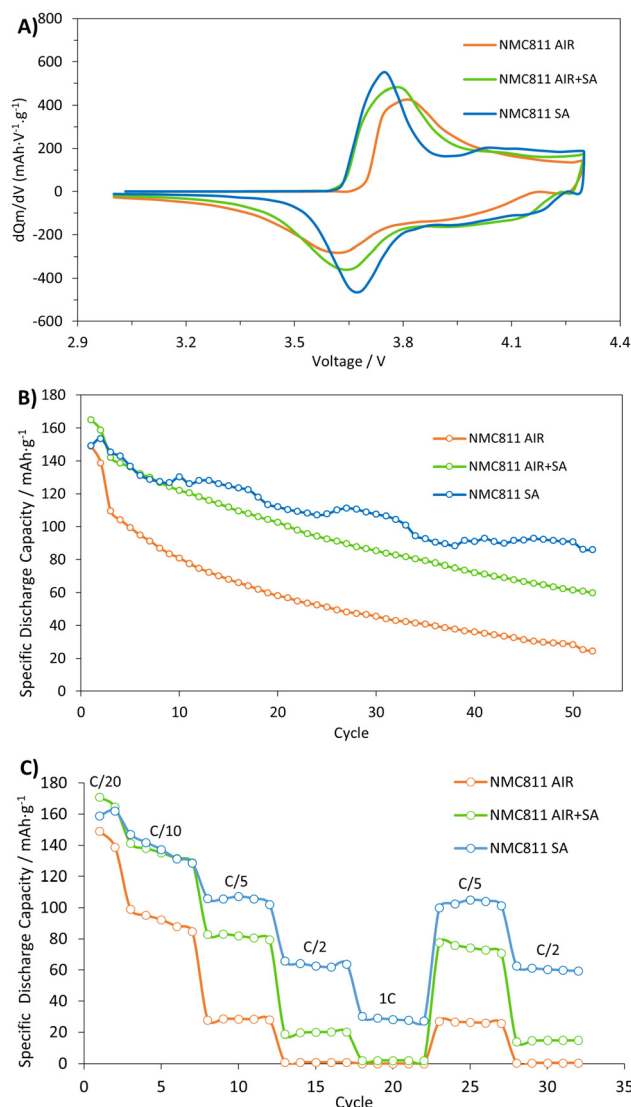 A)
800
600
400
200
0
-200
-400
-600
dQm/dV (mAh·V⁻¹·g⁻¹)
NMC811 AIR
NMC811 AIR+SA
NMC811 SA
2.9 3.2 3.5 3.8 4.1 4.4
Voltage / V
B)
180
160
140
120
100
80
60
40
20
0
Specific Discharge Capacity / mAh·g⁻¹
NMC811 AIR
NMC811 AIR+SA
NMC811 SA
0 10 20 30 40 50
Cycle
C)
180
160
140
120
100
80
60
40
20
0
Specific Discharge Capacity / mAh·g⁻¹
NMC811 AIR
NMC811 AIR+SA
NMC811 SA
C/20
C/10
C/5
C/2
1C
C/5
C/2
0 5 10 15 20 25 30 35
Cycle